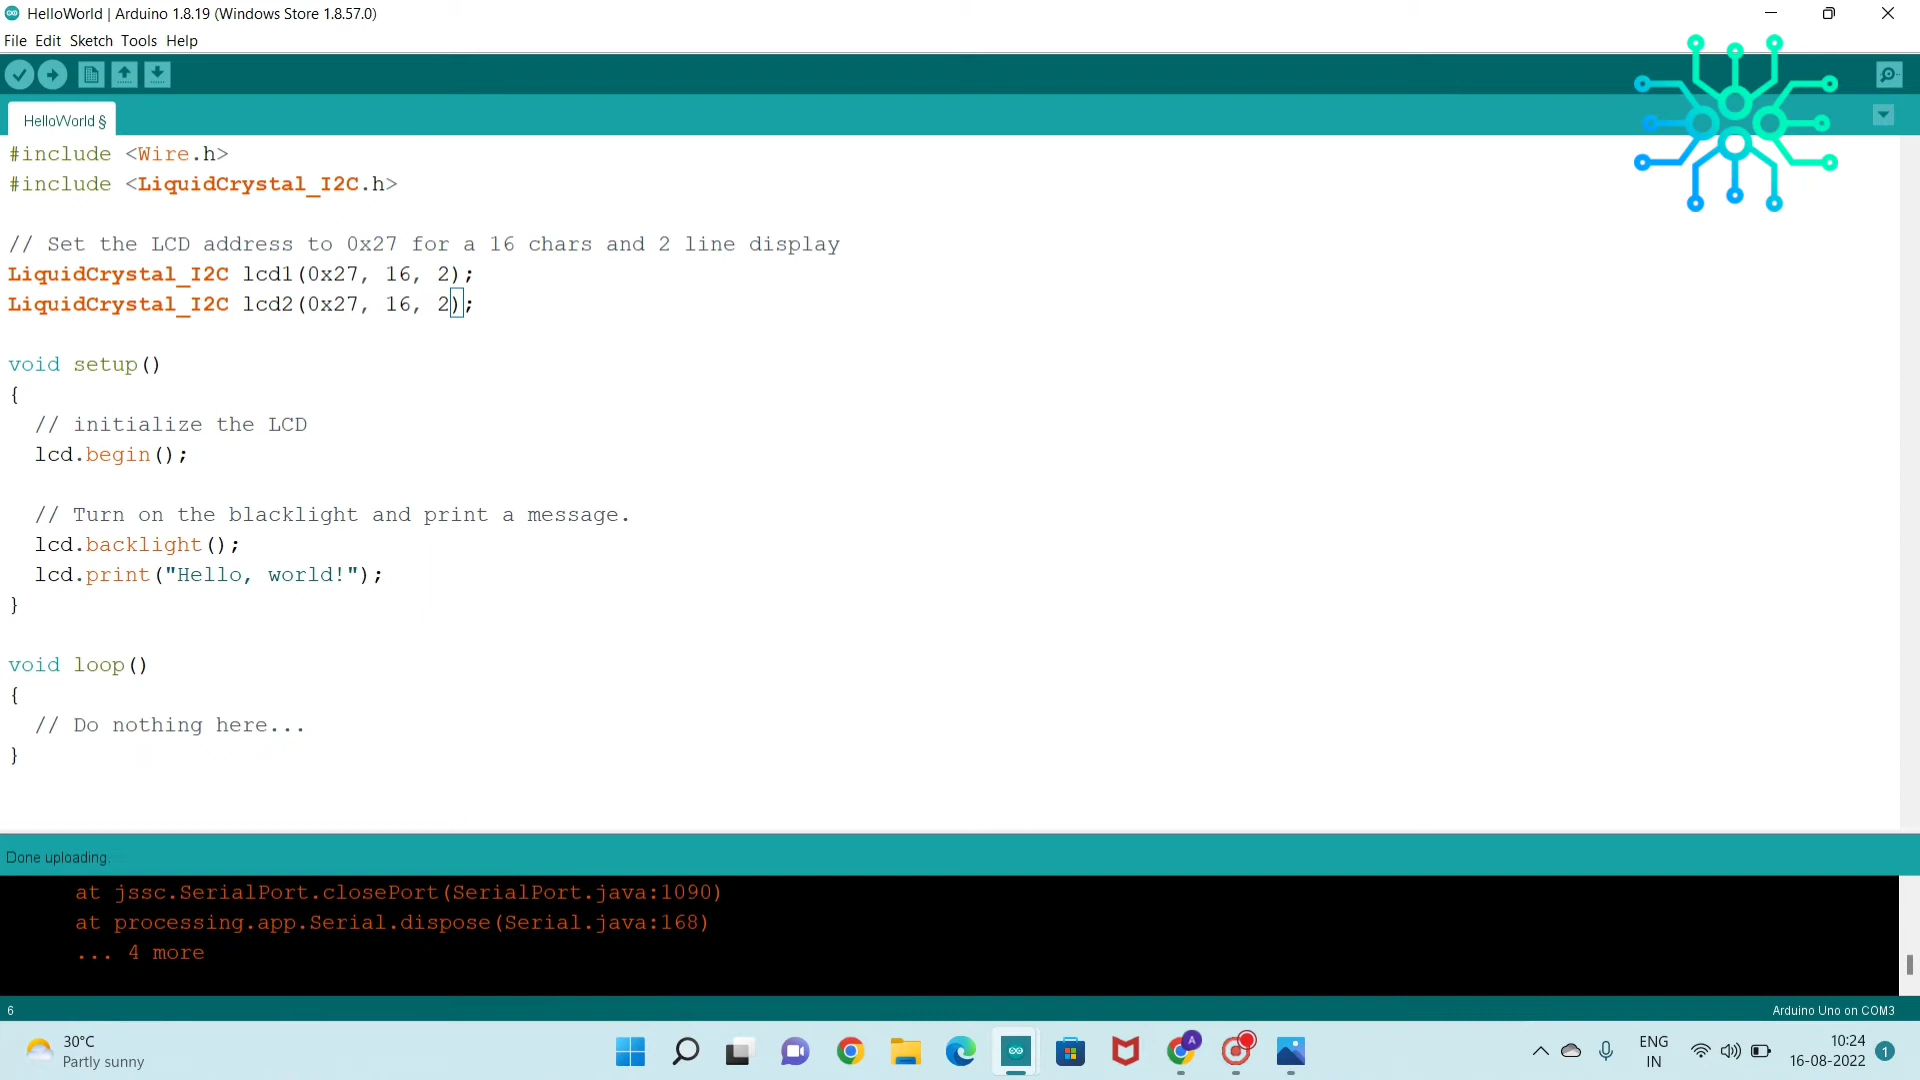 HelloWorld | Arduino 1.8.19 (Windows Store 1.8.57.0)
File Edit Sketch Tools Help
HelloWorld §
#include <Wire.h>
#include <LiquidCrystal_I2C.h>
// Set the LCD address to 0x27 for a 16 chars and 2 line display
LiquidCrystal_I2C lcd1(0x27, 16, 2);
LiquidCrystal_I2C lcd2(0x27, 16, 2);
void setup()
{
  // initialize the LCD
  lcd.begin();
  // Turn on the blacklight and print a message.
  lcd.backlight();
  lcd.print("Hello, world!");
}
void loop()
{
  // Do nothing here...
}
Done uploading.
at jssc.SerialPort.closePort(SerialPort.java:1090)
at processing.app.Serial.dispose(Serial.java:168)
... 4 more
6
Arduino Uno on COM3
30°C
Partly sunny
A
ENG
IN
10:24
16-08-2022
1